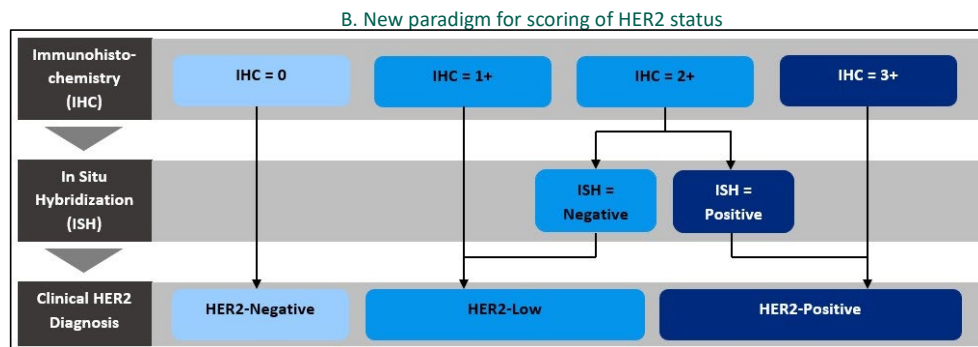 B. New paradigm for scoring of HER2 status
Immunohisto-
chemistry
(IHC)
IHC = 0
IHC = 1+
IHC = 2+
IHC = 3+
In Situ
Hybridization
(ISH)
ISH =
Negative
ISH =
Positive
Clinical HER2
Diagnosis
HER2-Negative
HER2-Low
HER2-Positive